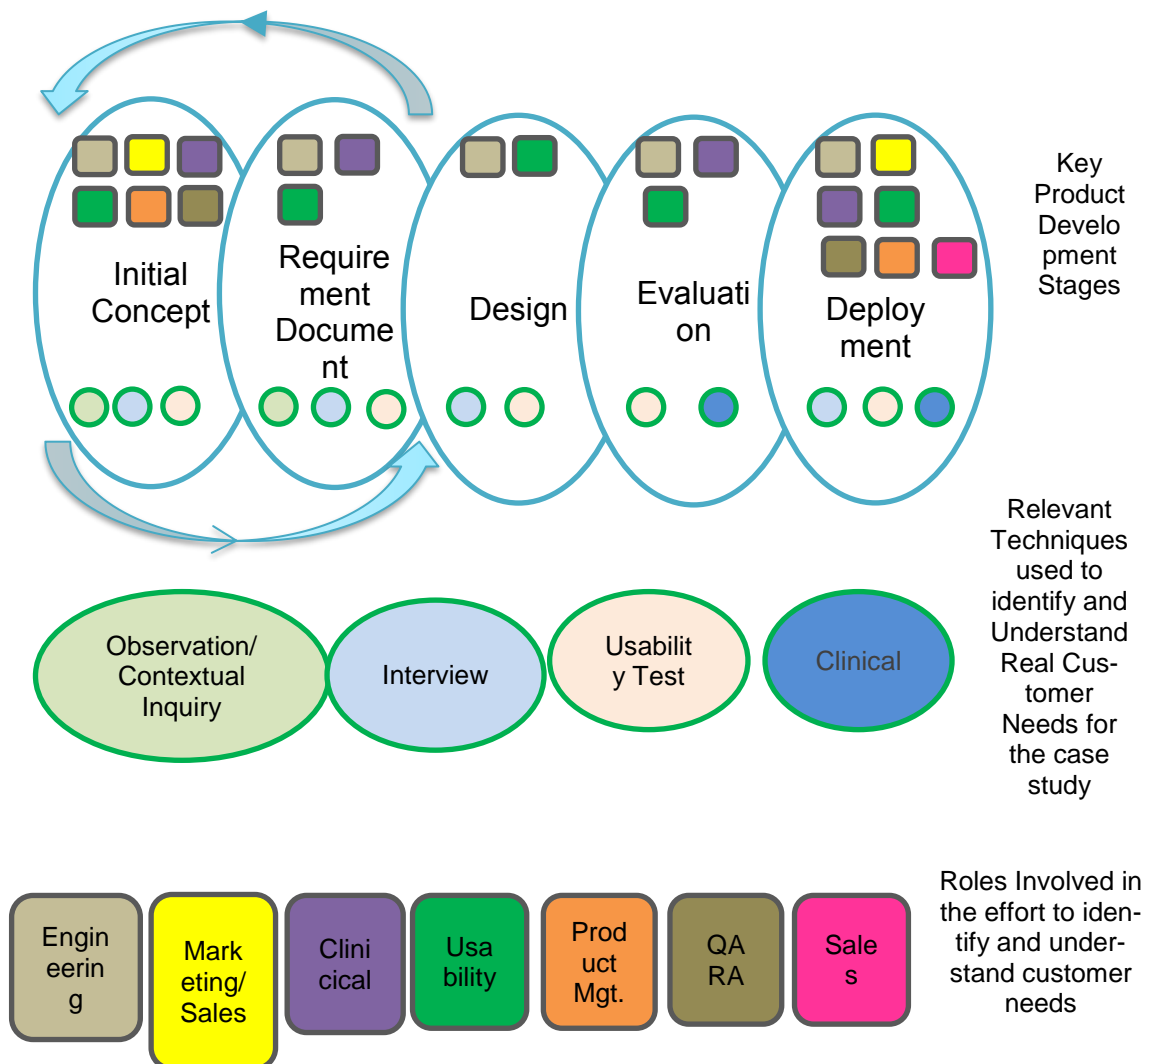 Initial
Concept
Require
ment
Docume
nt
Design
Evaluati
on
Deploy
ment
Key
Product
Develo
pment
Stages
Observation/
Contextual
Inquiry
Interview
Usabilit
y Test
Clinical
Relevant
Techniques
used to
identify and
Understand
Real Cus-
tomer
Needs for
the case
study
Engin
eerin
g
Mark
eting/
Sales
Clini
cical
Usa
bility
Prod
uct
Mgt.
QA
RA
Sale
s
Roles Involved in
the effort to iden-
tify and under-
stand customer
needs